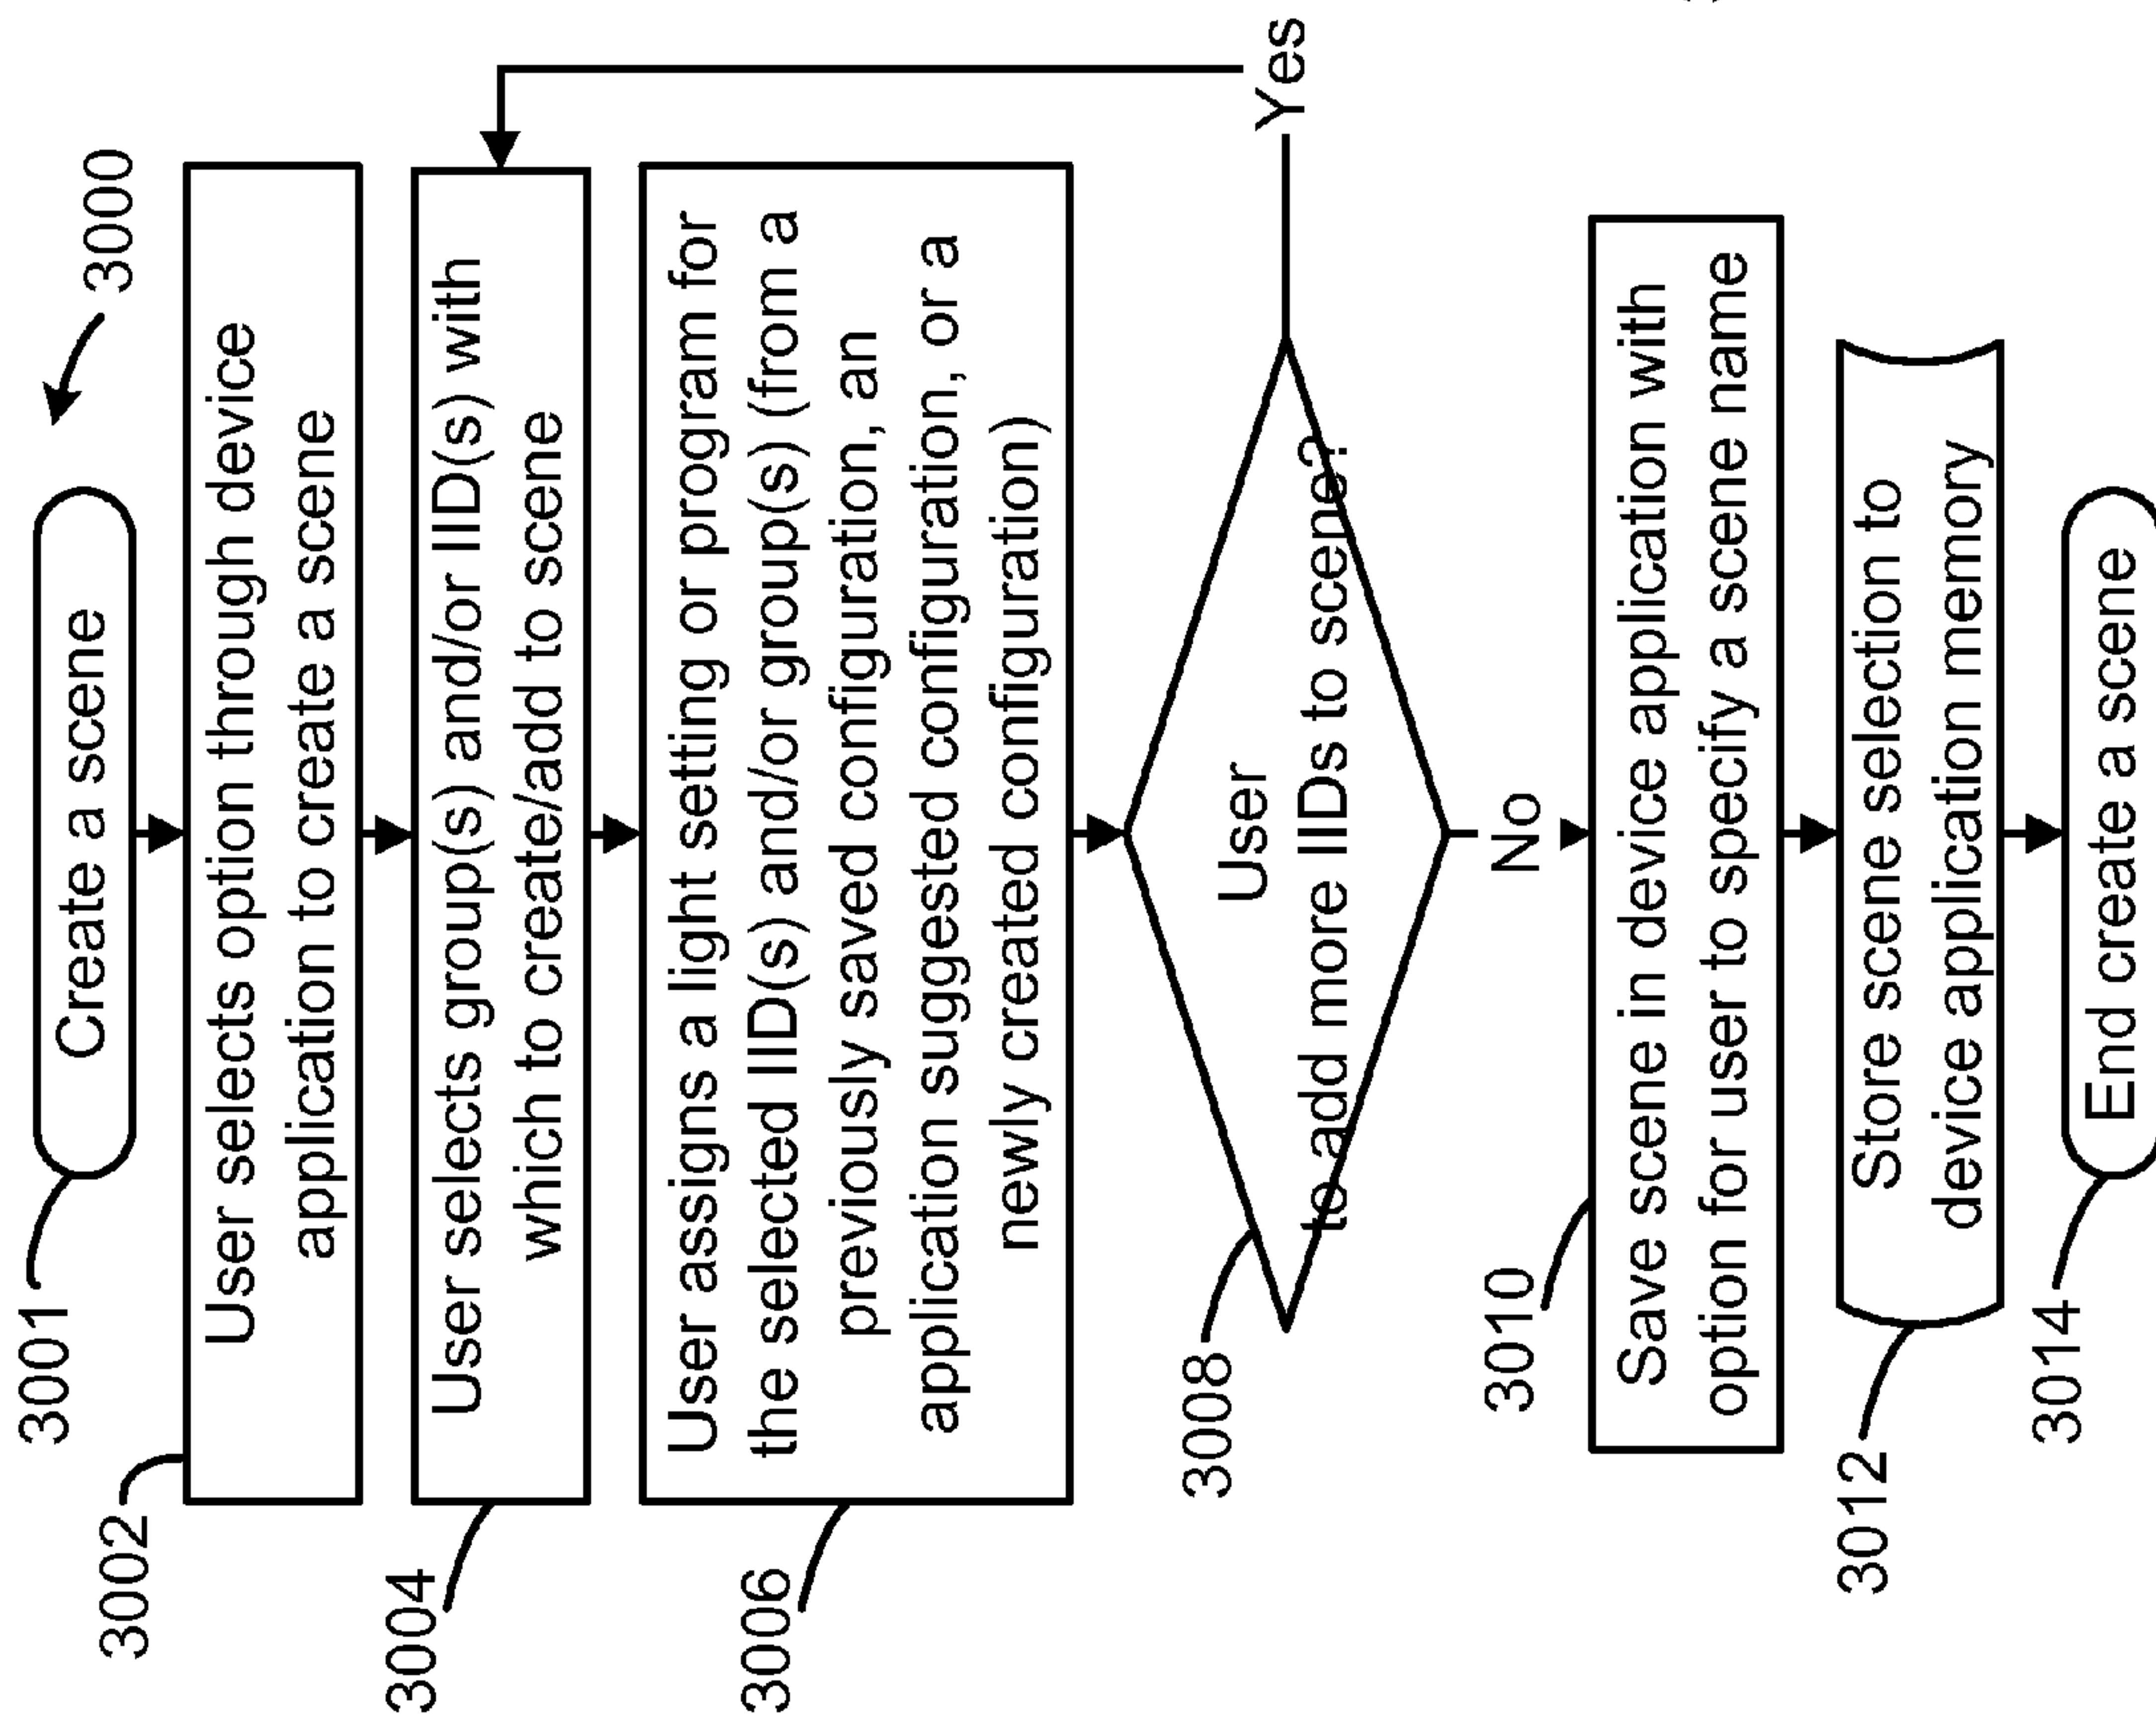 3000
3001
Create a scene
3002
User selects option through device
application to create a scene
3004
User selects group(s) and/or IID(s) with
which to create/add to scene
3006
User assigns a light setting or program for
the selected IID(s) and/or group(s) (from a
previously saved configuration, an
application suggested configuration, or a
newly created configuration)
3008
User
to add more IIDs to scene?
Yes
No
3010
Save scene in device application with
option for user to specify a scene name
3012
Store scene selection to
device application memory
3014
End create a scene